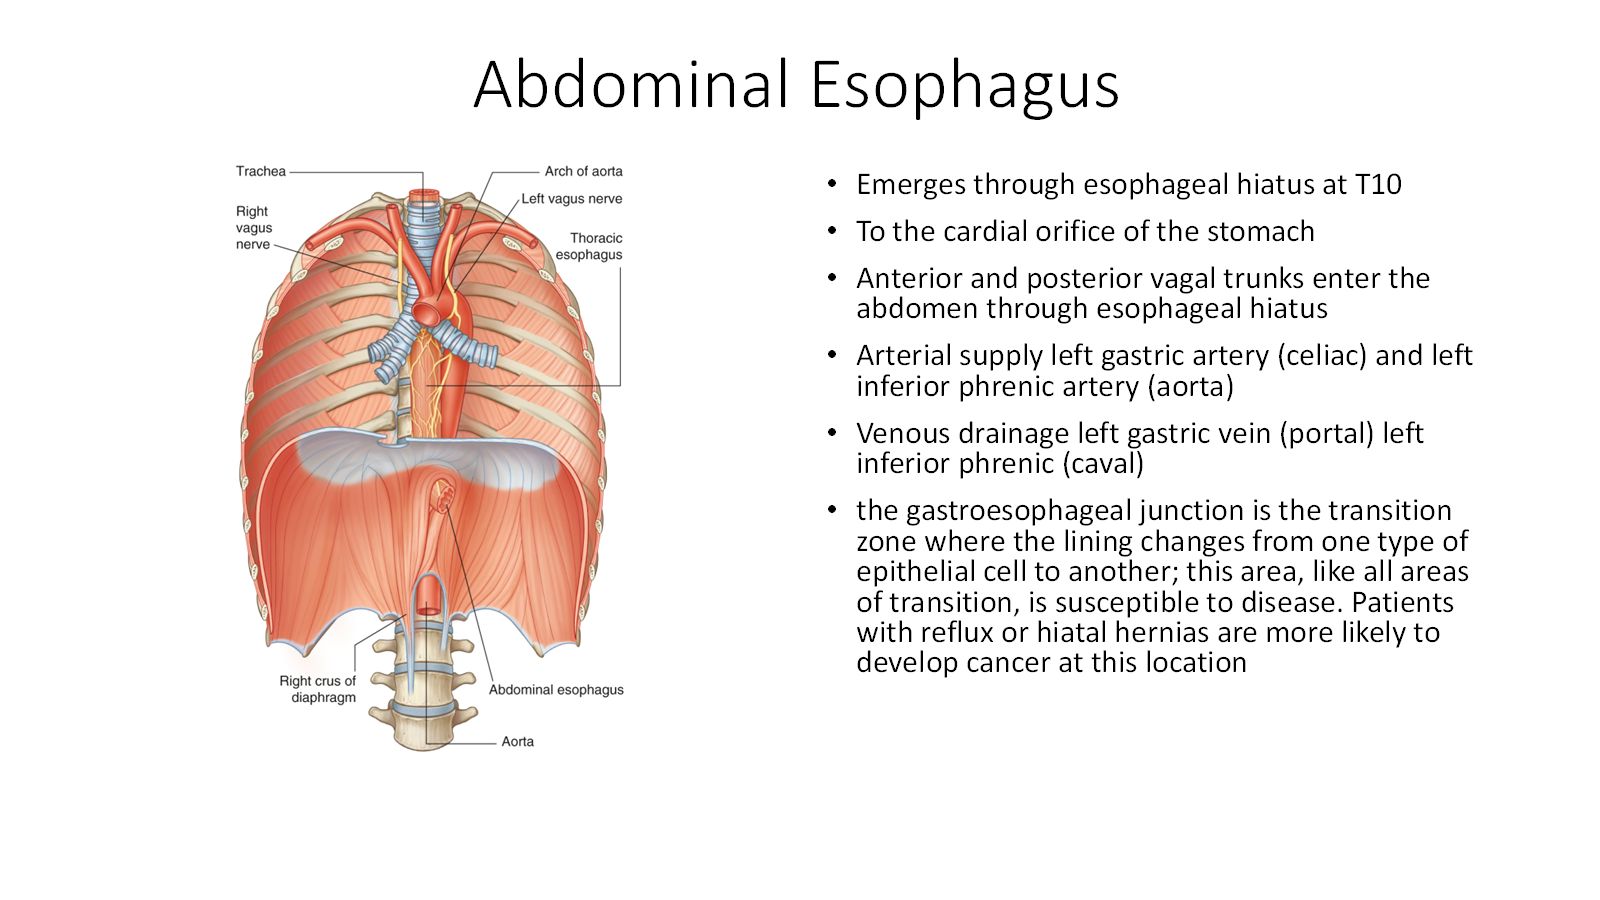 Abdominal Esophagus
Trachea
Arch of aorta
Left vagus nerve
Right
vagus
nerve
Thoracic
esophagus
Right crus of
diaphragm
Abdominal esophagus
Aorta
• Emerges through esophageal hiatus at T10
• To the cardial orifice of the stomach
• Anterior and posterior vagal trunks enter the
abdomen through esophageal hiatus
• Arterial supply left gastric artery (celiac) and left
inferior phrenic artery (aorta)
• Venous drainage left gastric vein (portal) left
inferior phrenic (caval)
• the gastroesophageal junction is the transition
zone where the lining changes from one type of
epithelial cell to another; this area, like all areas
of transition, is susceptible to disease. Patients
with reflux or hiatal hernias are more likely to
develop cancer at this location